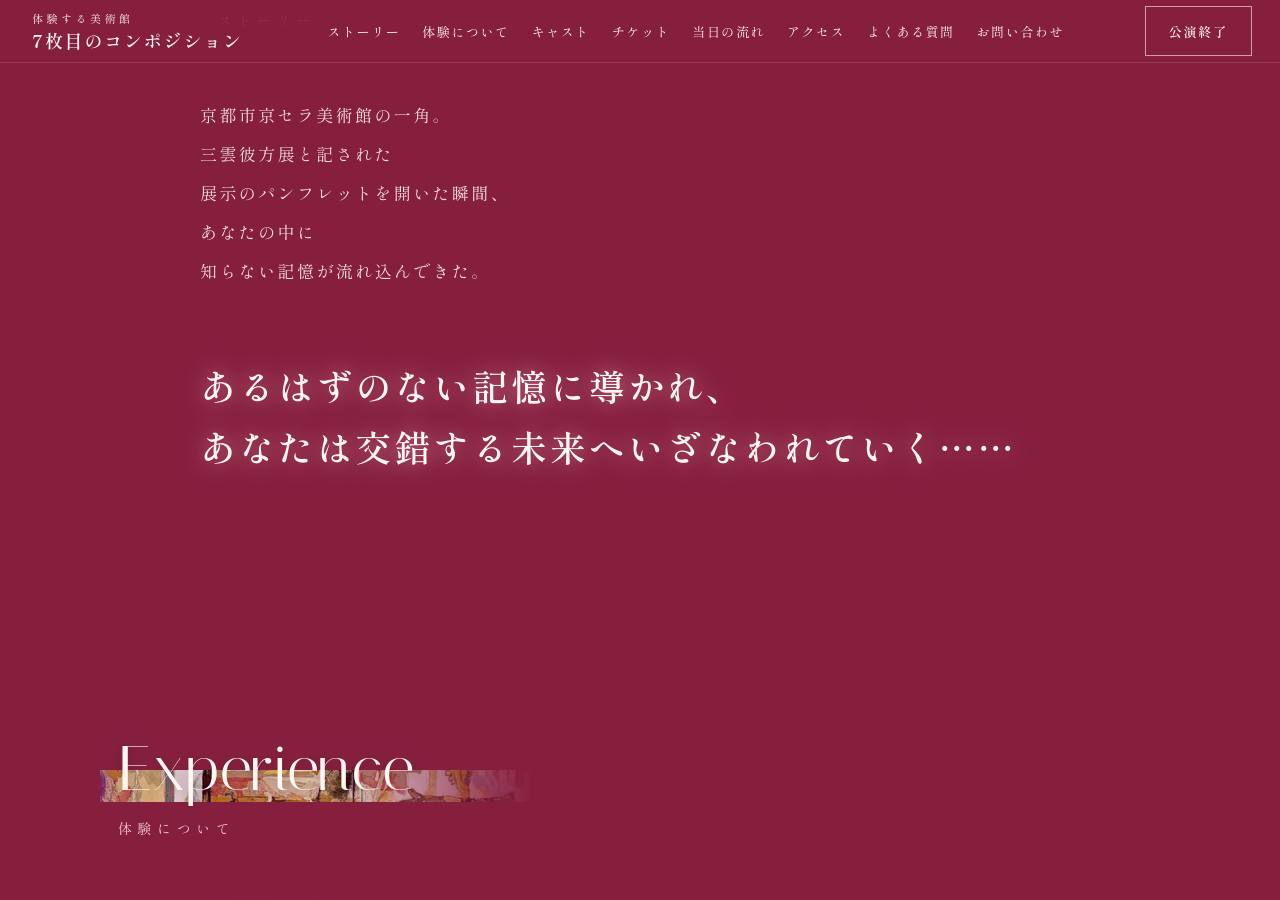 体験する美術館
7枚目のコンポジション
ストーリー
ストーリー 体験について キャスト チケット 当日の流れ アクセス よくある質問 お問い合わせ
公演終了
京都市京セラ美術館の一角。
三雲彼方展と記された
展示のパンフレットを開いた瞬間、
あなたの中に
知らない記憶が流れ込んできた。
あるはずのない記憶に導かれ、
あなたは交錯する未来へいざなわれていく……
Experience
体験について